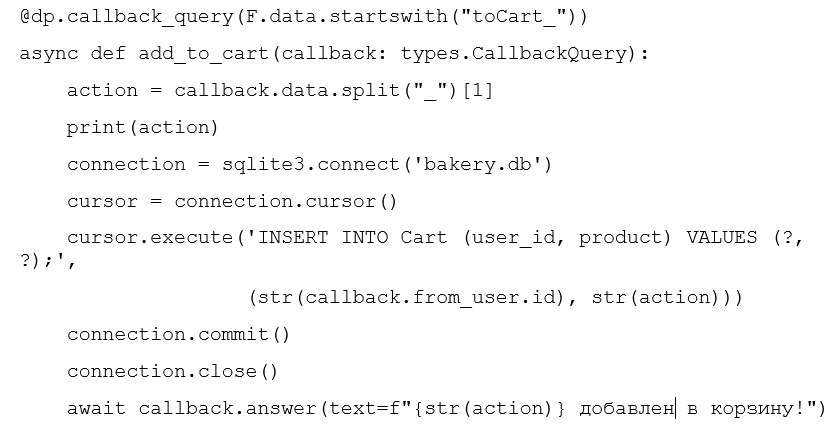 @dp.callback_query(F.data.startswith("toCart_"))
async def add_to_cart(callback: types.CallbackQuery):
    action = callback.data.split("_")[1]
    print(action)
    connection = sqlite3.connect('bakery.db')
    cursor = connection.cursor()
    cursor.execute('INSERT INTO Cart (user_id, product) VALUES (?,
?);',
                   (str(callback.from_user.id), str(action)))
    connection.commit()
    connection.close()
    await callback.answer(text=f"{str(action)} добавлен в корзину!")